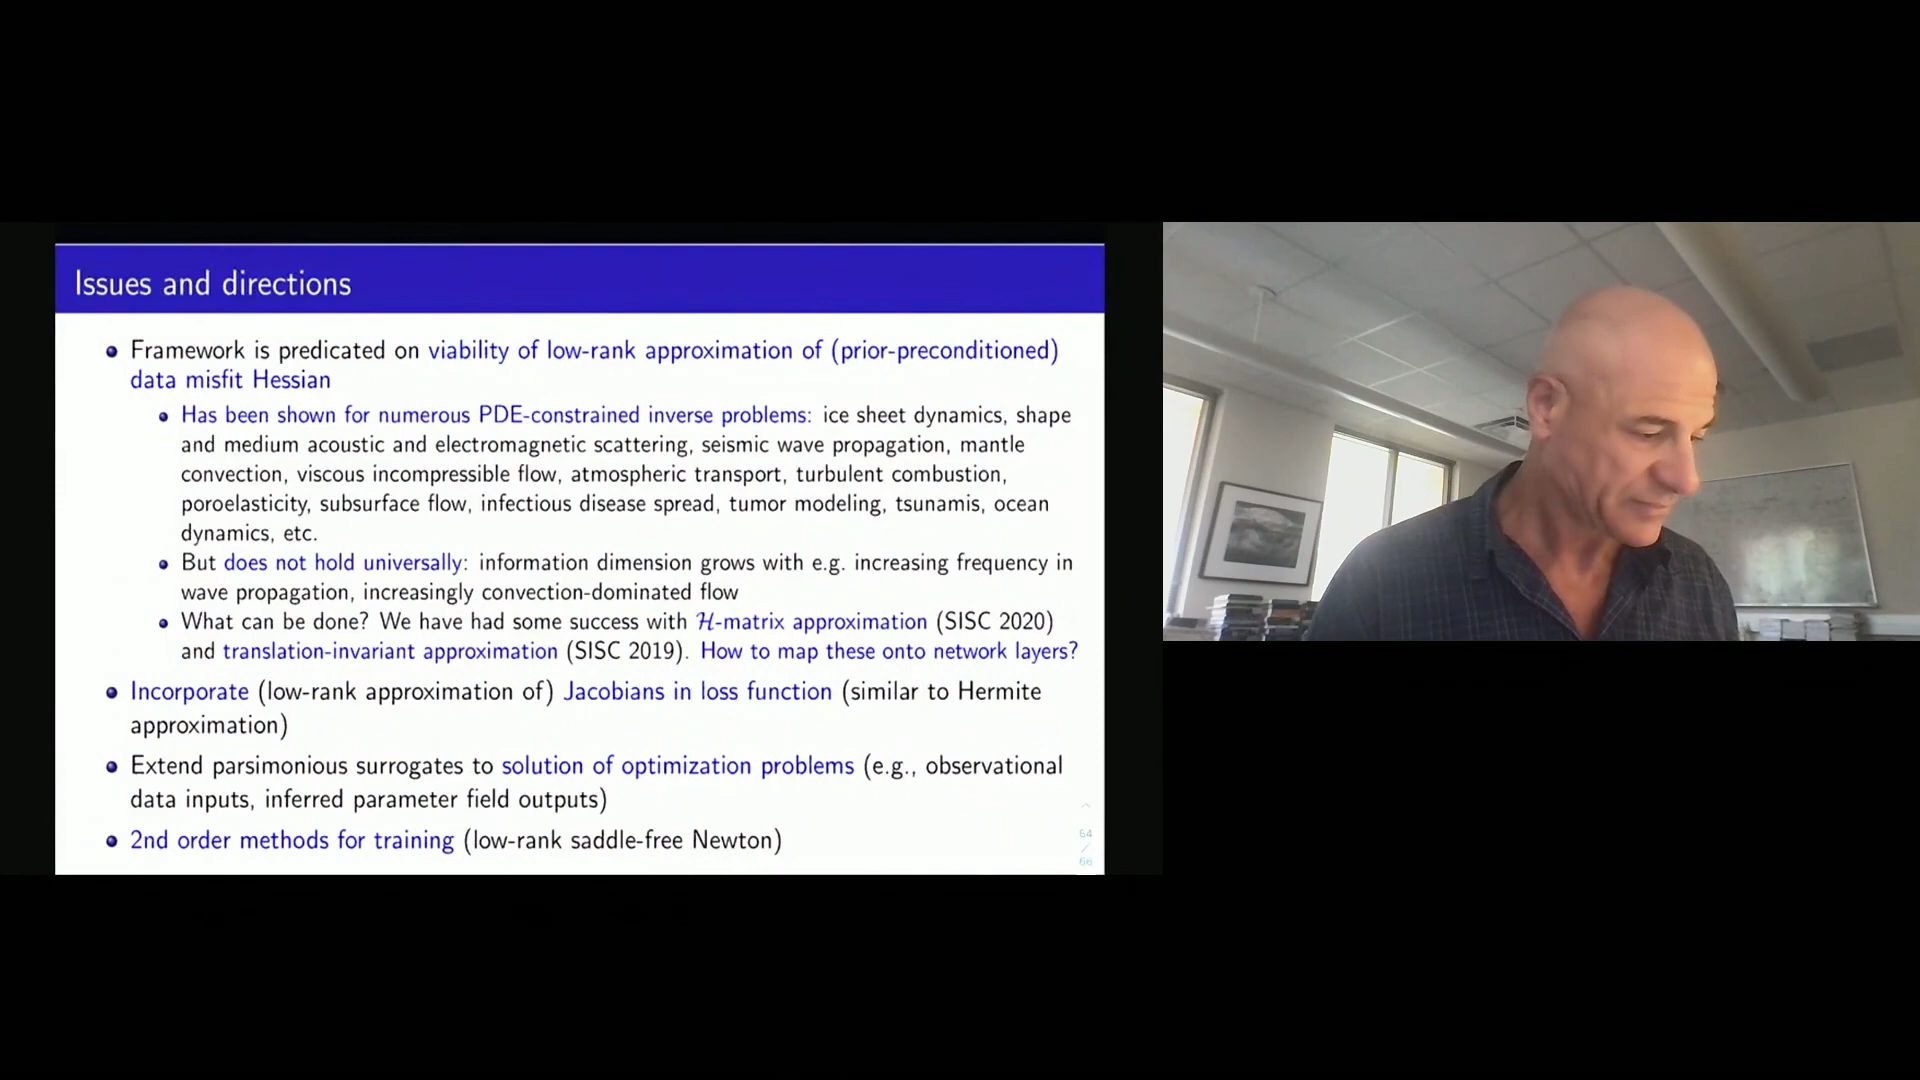 Issues and directions
Framework is predicated on viability of low-rank approximation of (prior-preconditioned)
data misfit Hessian
Has been shown for numerous PDE-constrained inverse problems: ice sheet dynamics, shape
and medium acoustic and electromagnetic scattering, seismic wave propagation, mantle
convection, viscous incompressible flow, atmospheric transport, turbulent combustion,
poroelasticity, subsurface flow, infectious disease spread, tumor modeling, tsunamis, ocean
dynamics, etc.
But does not hold universally: information dimension grows with e.g. increasing frequency in
wave propagation, increasingly convection-dominated flow
What can be done? We have had some success with ℋ-matrix approximation (SISC 2020)
and translation-invariant approximation (SISC 2019). How to map these onto network layers?
Incorporate (low-rank approximation of) Jacobians in loss function (similar to Hermite
approximation)
Extend parsimonious surrogates to solution of optimization problems (e.g., observational
data inputs, inferred parameter field outputs)
2nd order methods for training (low-rank saddle-free Newton)
64
/
66